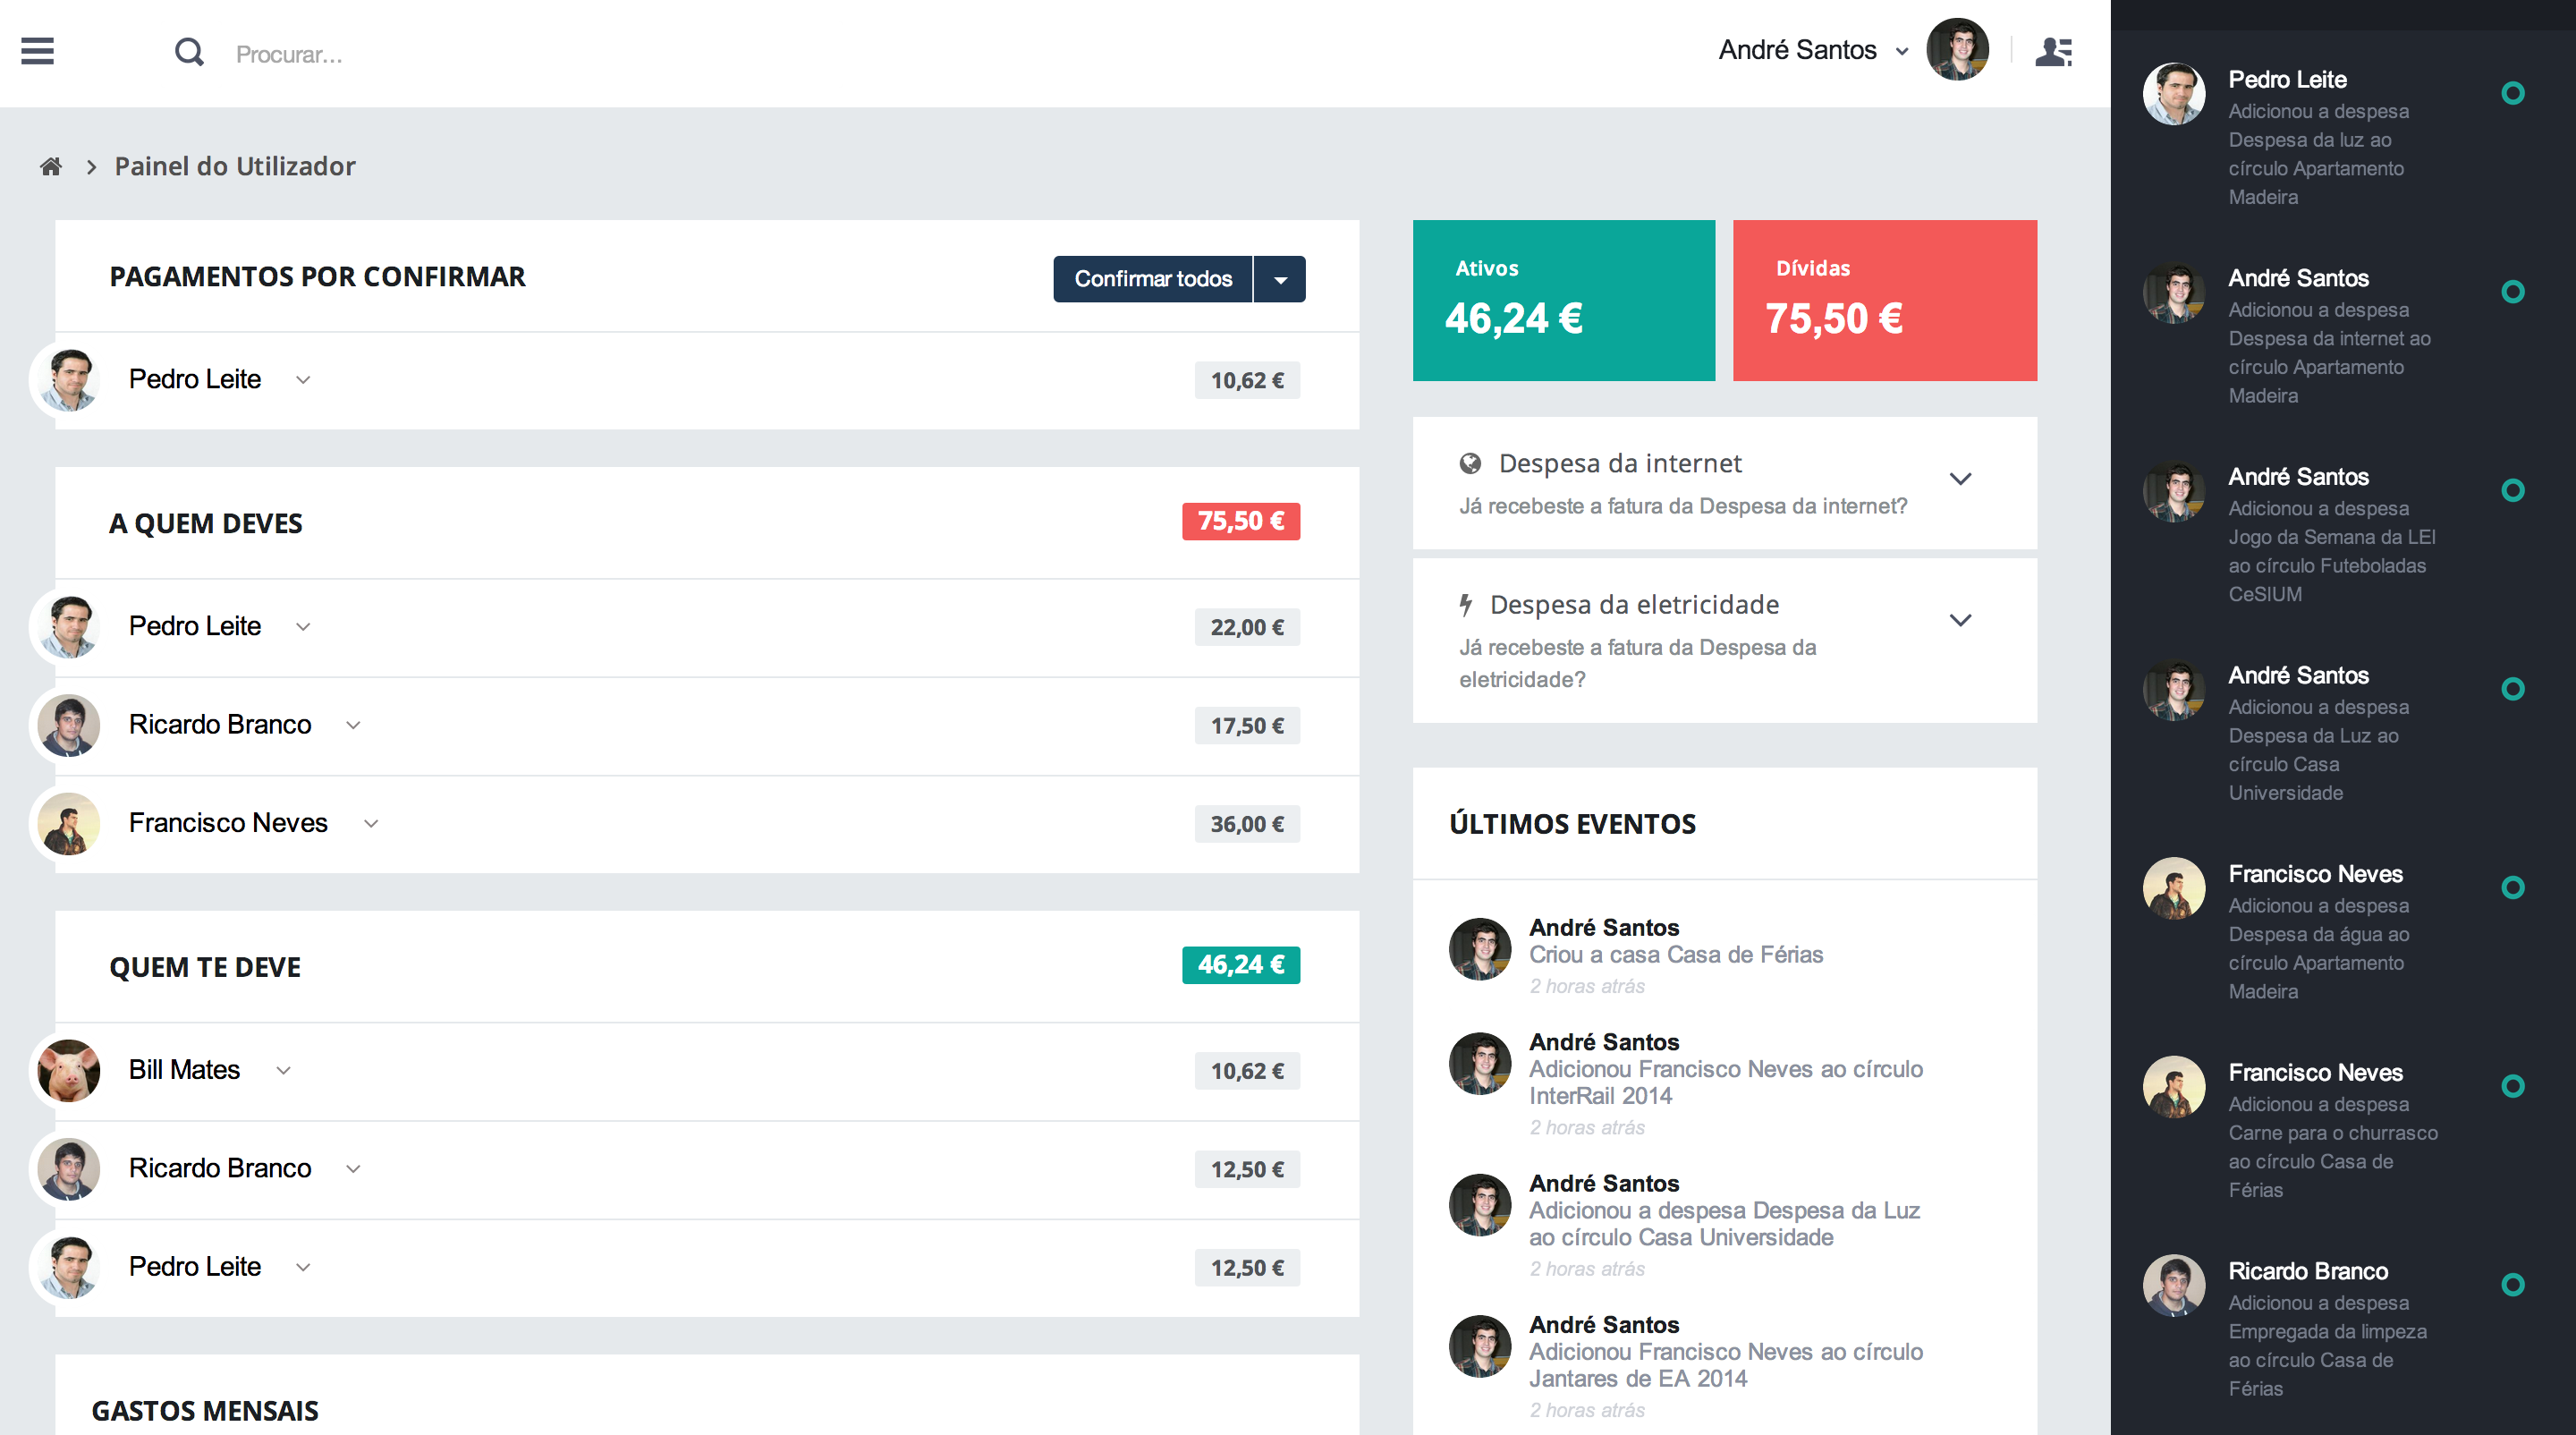 Procurar...
André Santos
Painel do Utilizador
PAGAMENTOS POR CONFIRMAR
Confirmar todos
Pedro Leite
10,62 €
A QUEM DEVES
75,50 €
Pedro Leite
22,00 €
Ricardo Branco
17,50 €
Francisco Neves
36,00 €
QUEM TE DEVE
46,24 €
Bill Mates
10,62 €
Ricardo Branco
12,50 €
Pedro Leite
12,50 €
GASTOS MENSAIS
Ativos
46,24 €
Dívidas
75,50 €
Despesa da internet
Já recebeste a fatura da Despesa da internet?
Despesa da eletricidade
Já recebeste a fatura da Despesa da
eletricidade?
ÚLTIMOS EVENTOS
André Santos
Criou a casa Casa de Férias
2 horas atrás
André Santos
Adicionou Francisco Neves ao círculo
InterRail 2014
2 horas atrás
André Santos
Adicionou a despesa Despesa da Luz
ao círculo Casa Universidade
2 horas atrás
André Santos
Adicionou Francisco Neves ao círculo
Jantares de EA 2014
2 horas atrás
Pedro Leite
Adicionou a despesa
Despesa da luz ao
círculo Apartamento
Madeira
André Santos
Adicionou a despesa
Despesa da internet ao
círculo Apartamento
Madeira
André Santos
Adicionou a despesa
Jogo da Semana da LEI
ao círculo Futeboladas
CeSIUM
André Santos
Adicionou a despesa
Despesa da Luz ao
círculo Casa
Universidade
Francisco Neves
Adicionou a despesa
Despesa da água ao
círculo Apartamento
Madeira
Francisco Neves
Adicionou a despesa
Carne para o churrasco
ao círculo Casa de
Férias
Ricardo Branco
Adicionou a despesa
Empregada da limpeza
ao círculo Casa de
Férias